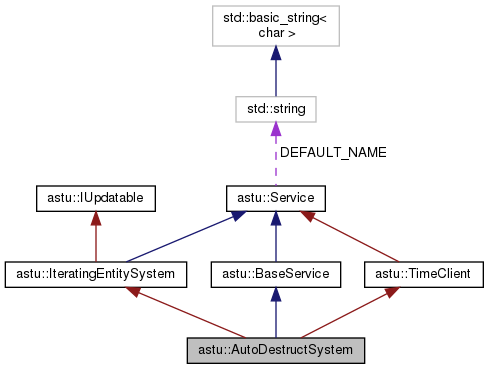 std::basic_string<
char >
std::string
DEFAULT_NAME
astu::IUpdatable
astu::Service
astu::IteratingEntitySystem
astu::BaseService
astu::TimeClient
astu::AutoDestructSystem